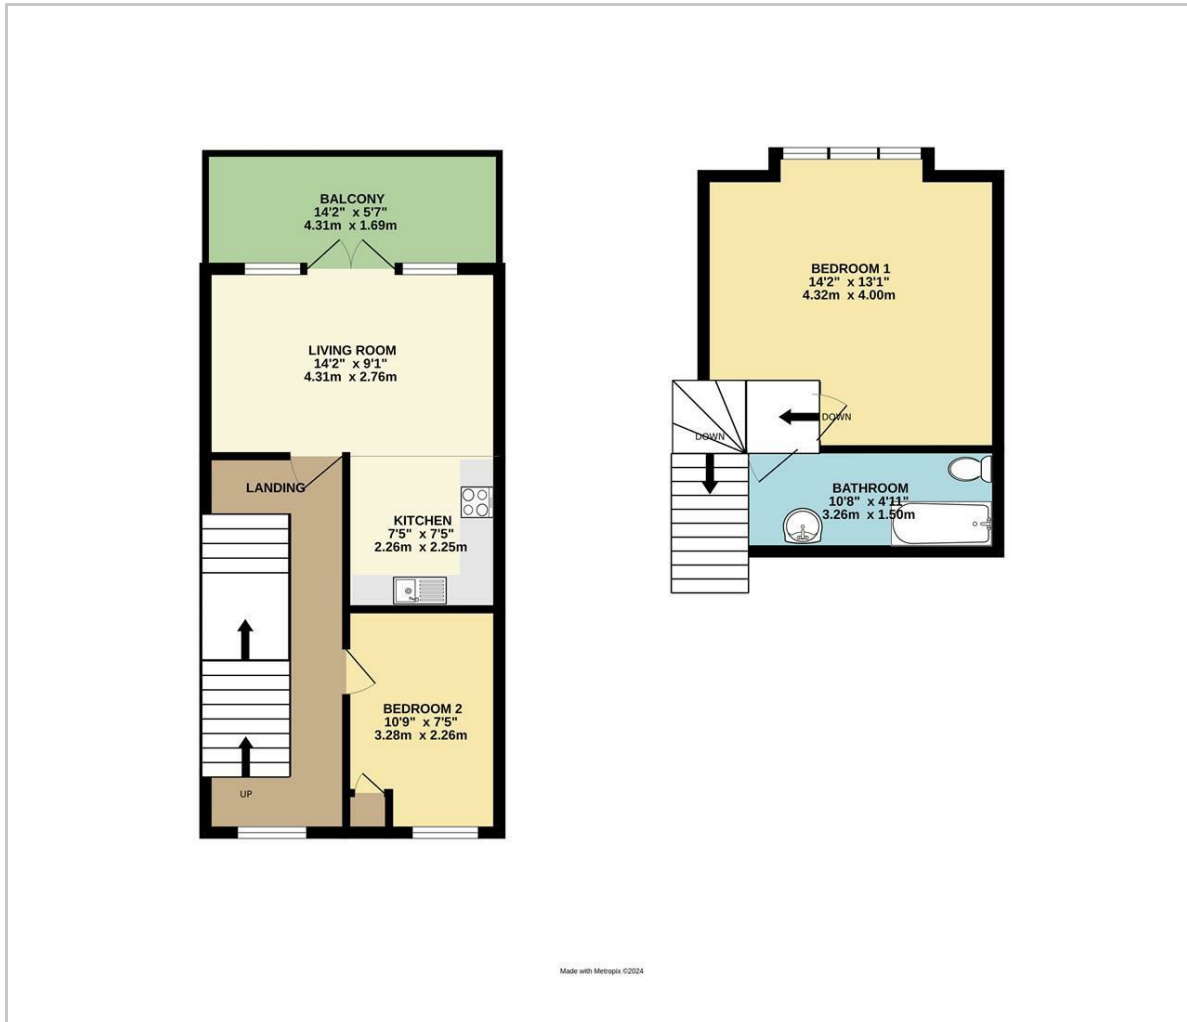 BALCONY
14'2" x 5'7"
4.31m x 1.69m
LIVING ROOM
14'2" x 9'1"
4.31m x 2.76m
LANDING
KITCHEN
7'5" x 7'5"
2.26m x 2.25m
BEDROOM 2
10'9" x 7'5"
3.28m x 2.26m
UP
BEDROOM 1
14'2" x 13'1"
4.32m x 4.00m
DOWN
DOWN
BATHROOM
10'8" x 4'11"
3.26m x 1.50m
Made with Metropix ©2024